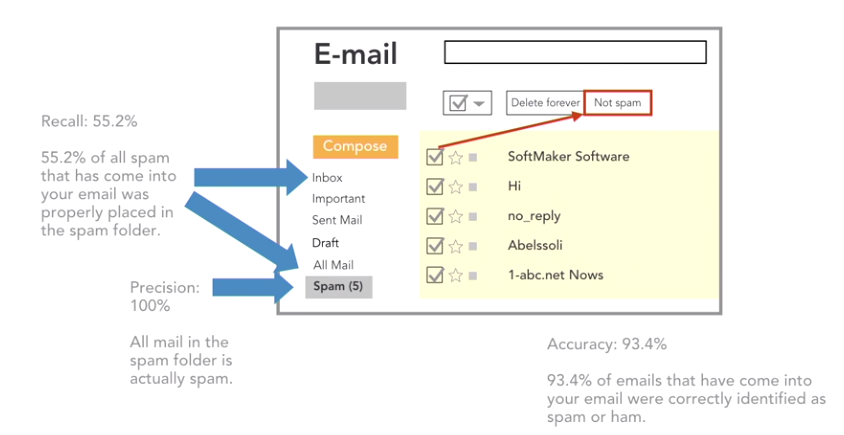 E-mail
Delete forever
Not spam
Recall: 55.2%
55.2% of all spam
that has come into
your email was
properly placed in
the spam folder.
Compose
Inbox
Important
Sent Mail
Draft
All Mail
Spam (5)
SoftMaker Software
Hi
no_reply
Abelssoli
1-abc.net Nows
Precision:
100%
All mail in the
spam folder is
actually spam.
Accuracy: 93.4%
93.4% of emails that have come into
your email were correctly identified as
spam or ham.